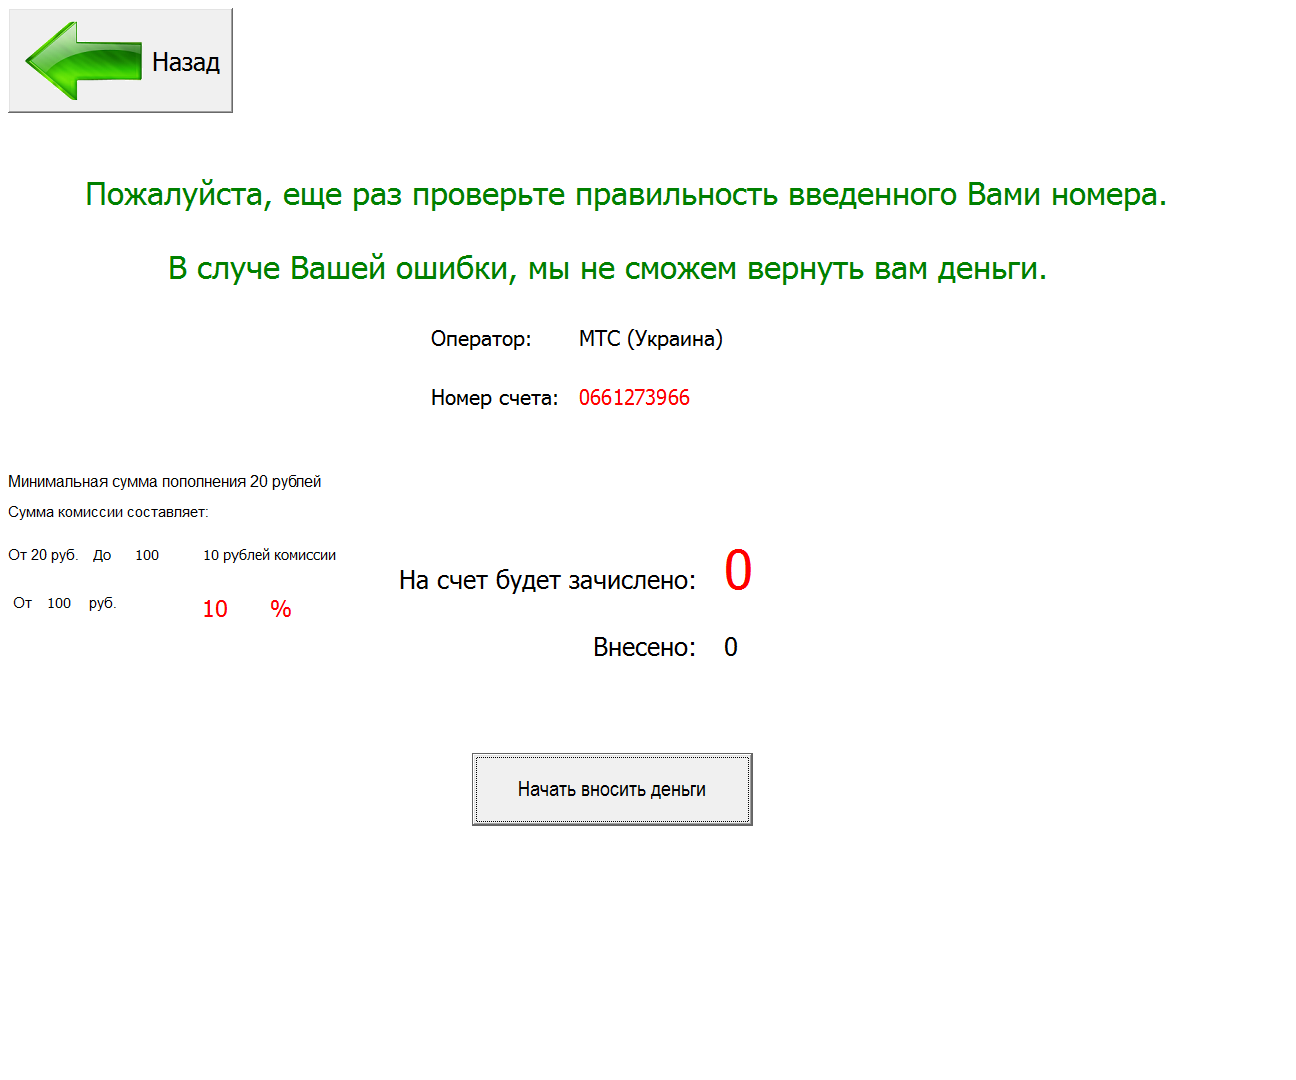 Назад
Пожалуйста, еще раз проверьте правильность введенного Вами номера.
В случе Вашей ошибки, мы не сможем вернуть вам деньги.
Оператор: МТС (Украина)
Номер счета: 0661273966
Минимальная сумма пополнения 20 рублей
Сумма комиссии составляет:
От 20 руб. До 100 10 рублей комиссии
От 100 руб. 10 %
На счет будет зачислено: 0
Внесено: 0
Начать вносить деньги